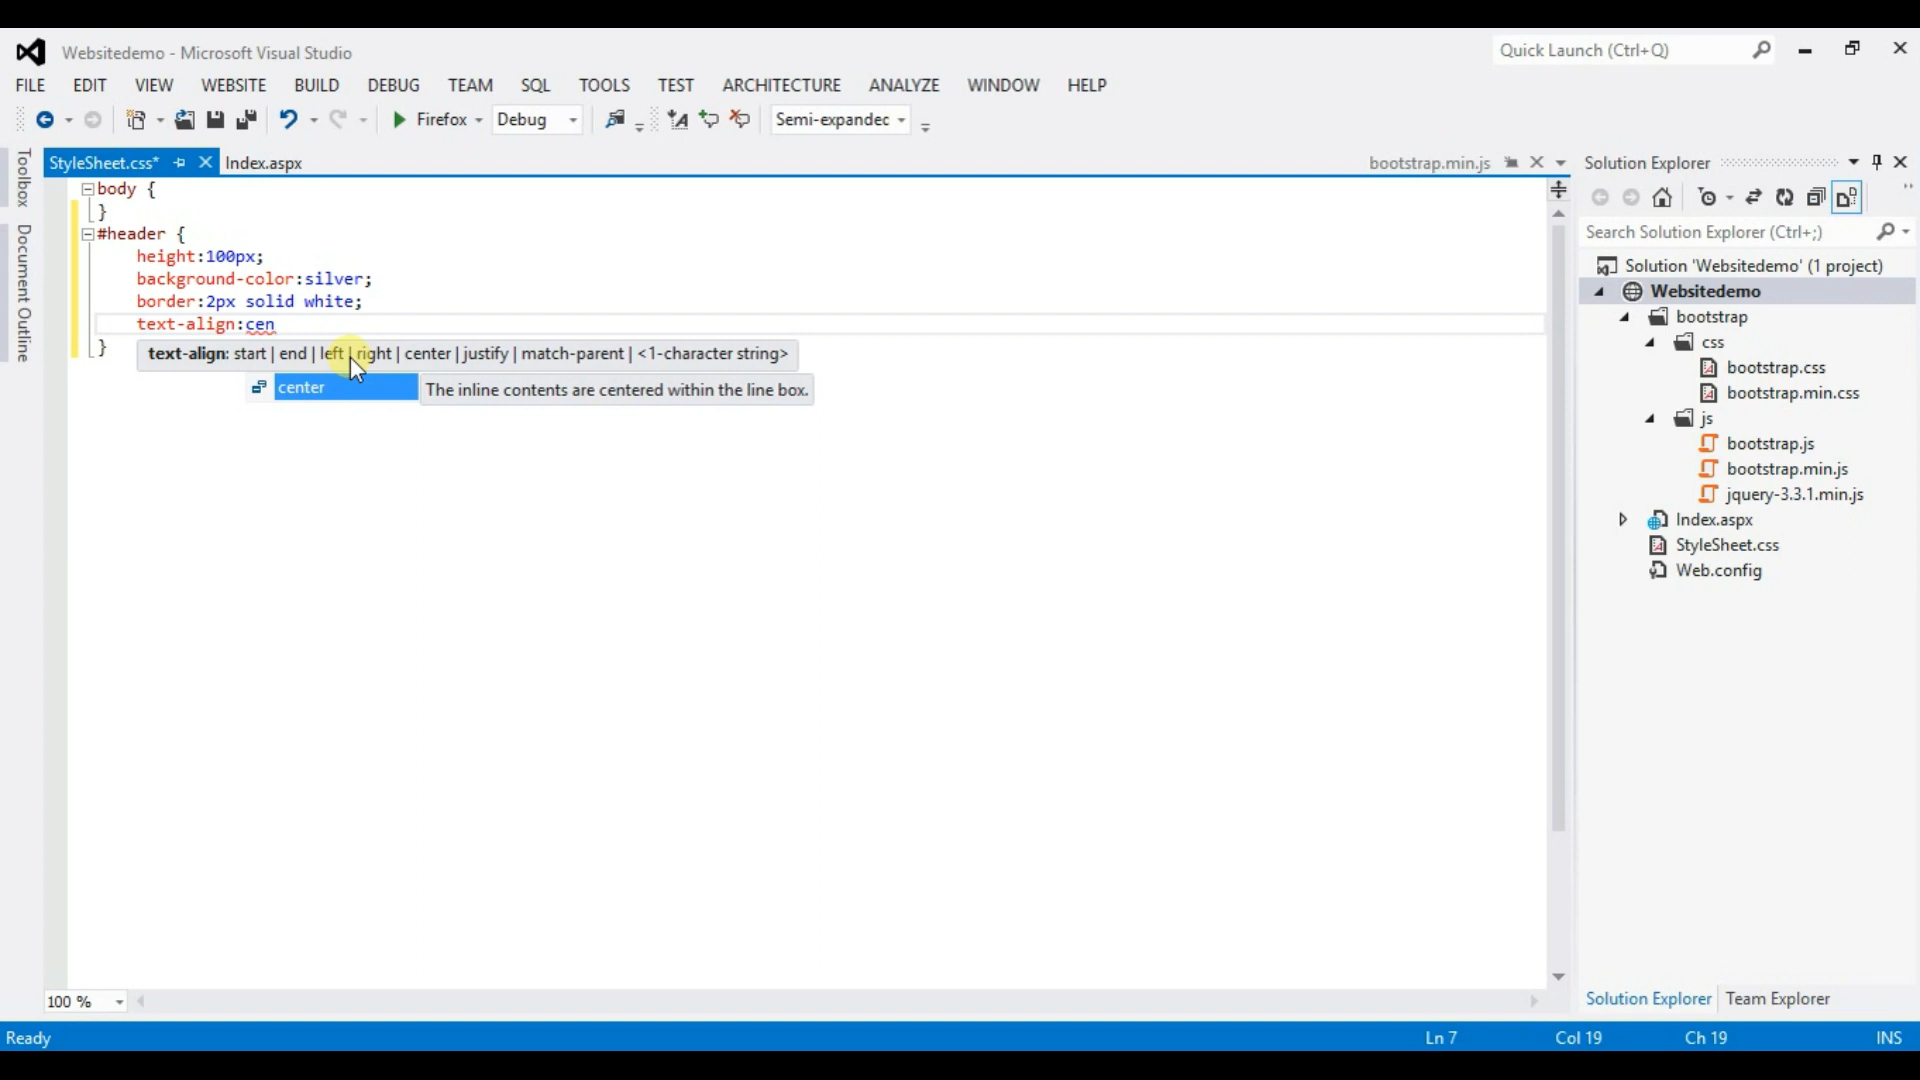 Websitedemo - Microsoft Visual Studio
Quick Launch (Ctrl+Q)
FILE EDIT VIEW WEBSITE BUILD DEBUG TEAM SQL TOOLS TEST ARCHITECTURE ANALYZE WINDOW HELP
Firefox Debug Semi-expanded
StyleSheet.css* Index.aspx bootstrap.min.js
Toolbox
Document Outline
body {
}
#header {
height:100px;
background-color:silver;
border:2px solid white;
text-align:cen
}
text-align: start | end | left | right | center | justify | match-parent | <1-character string>
center
The inline contents are centered within the line box.
100 %
Solution Explorer
Search Solution Explorer (Ctrl+;)
Solution 'Websitedemo' (1 project)
Websitedemo
bootstrap
css
bootstrap.css
bootstrap.min.css
js
bootstrap.js
bootstrap.min.js
jquery-3.3.1.min.js
Index.aspx
StyleSheet.css
Web.config
Solution Explorer Team Explorer
Ready Ln 7 Col 19 Ch 19 INS